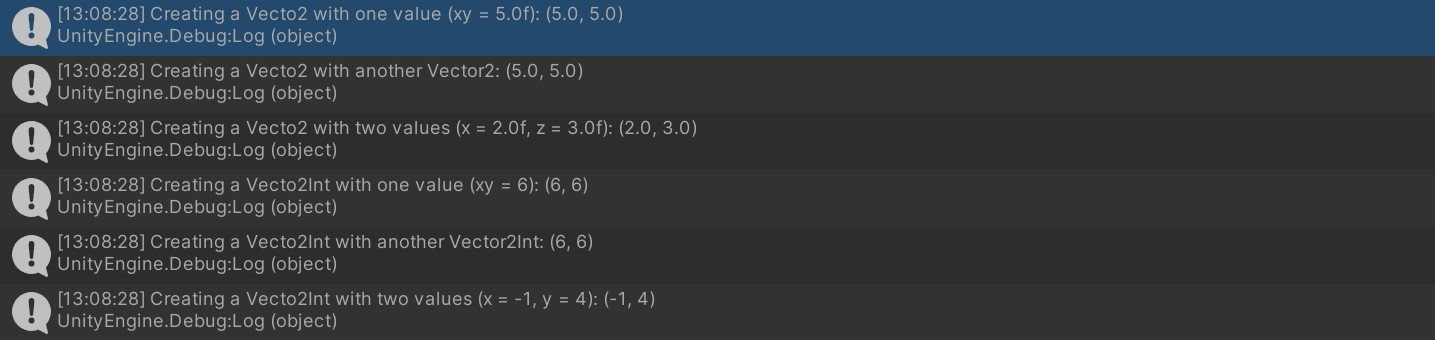 [13:08:28] Creating a Vecto2 with one value (xy = 5.0f): (5.0, 5.0)
UnityEngine.Debug:Log (object)
[13:08:28] Creating a Vecto2 with another Vector2: (5.0, 5.0)
UnityEngine.Debug:Log (object)
[13:08:28] Creating a Vecto2 with two values (x = 2.0f, z = 3.0f): (2.0, 3.0)
UnityEngine.Debug:Log (object)
[13:08:28] Creating a Vecto2Int with one value (xy = 6): (6, 6)
UnityEngine.Debug:Log (object)
[13:08:28] Creating a Vecto2Int with another Vector2Int: (6, 6)
UnityEngine.Debug:Log (object)
[13:08:28] Creating a Vecto2Int with two values (x = -1, y = 4): (-1, 4)
UnityEngine.Debug:Log (object)